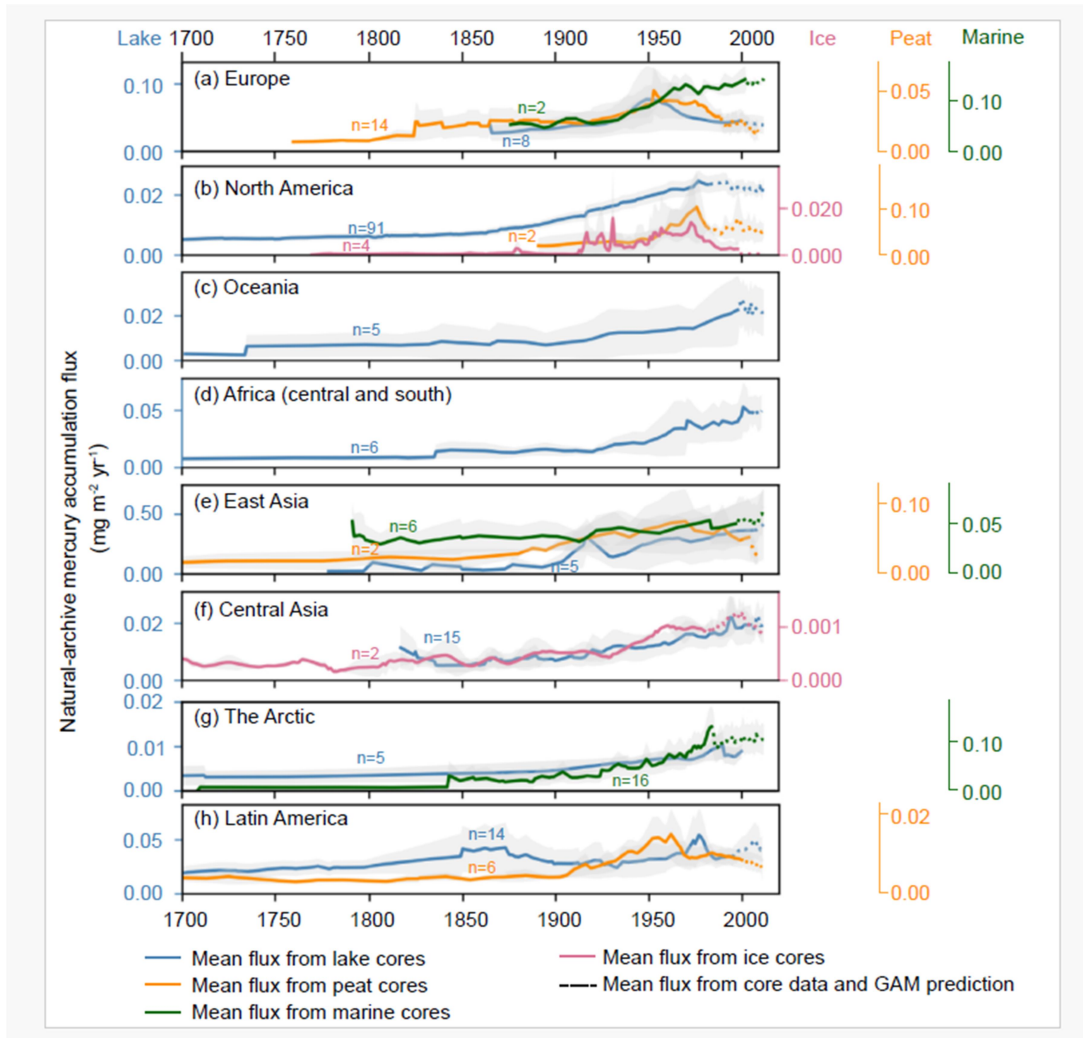 Lake 1700 1750 1800 1850 1900 1950 2000 Ice Peat Marine
(a) Europe
0.10
0.00
n=14
n=2
n=8
0.05
0.00
0.10
0.00
(b) North America
0.02
0.00
n=91
n=4
n=2
0.020
0.000
0.10
0.00
(c) Oceania
0.02
0.00
n=5
(d) Africa (central and south)
0.05
0.00
n=6
Natural-archive mercury accumulation flux
(mg m⁻² yr⁻¹)
(e) East Asia
0.50
0.00
n=6
n=2
n=5
0.10
0.00
0.05
0.00
(f) Central Asia
0.02
0.00
n=15
n=2
0.001
0.000
(g) The Arctic
0.02
0.01
0.00
n=5
n=16
0.10
0.00
(h) Latin America
0.05
0.00
n=14
n=6
0.02
0.00
1700 1750 1800 1850 1900 1950 2000
Mean flux from lake cores
Mean flux from peat cores
Mean flux from marine cores
Mean flux from ice cores
Mean flux from core data and GAM prediction